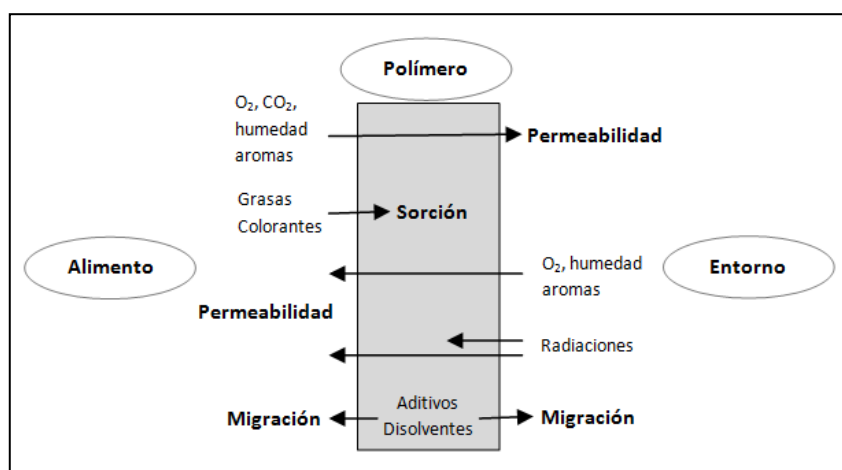 Polímero
O₂, CO₂,
humedad
aromas
Permeabilidad
Grasas
Colorantes
Sorción
Alimento
O₂, humedad
aromas
Entorno
Permeabilidad
Radiaciones
Migración
Aditivos
Disolventes
Migración